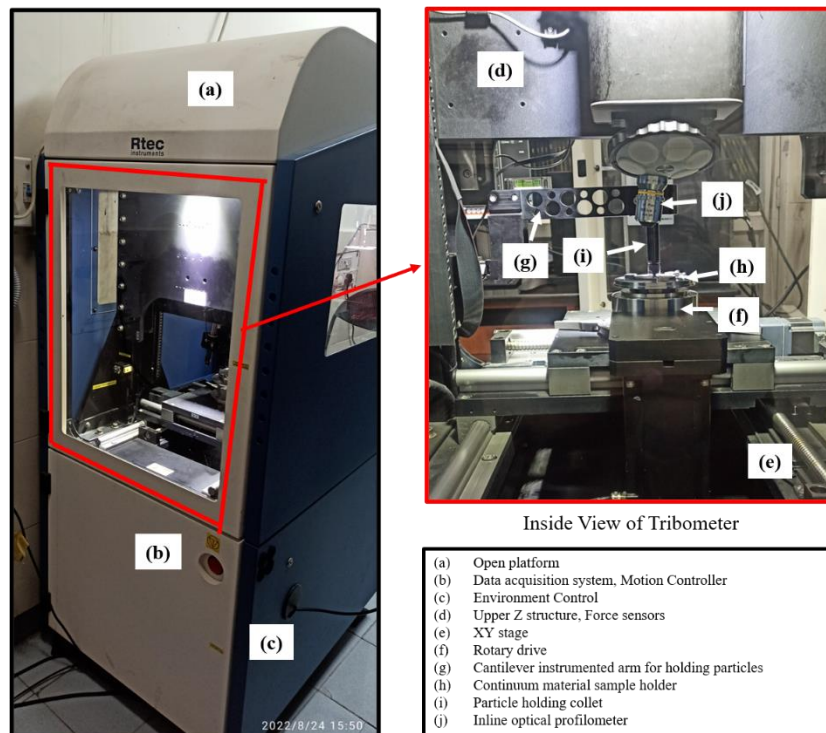 (a)
Rtec
instruments
(b)
(c)
2022/8/24 15:50
(d)
(j)
(g)
(i)
(h)
(f)
(e)
Inside View of Tribometer
(a) Open platform
(b) Data acquisition system, Motion Controller
(c) Environment Control
(d) Upper Z structure, Force sensors
(e) XY stage
(f) Rotary drive
(g) Cantilever instrumented arm for holding particles
(h) Continuum material sample holder
(i) Particle holding collet
(j) Inline optical profilometer